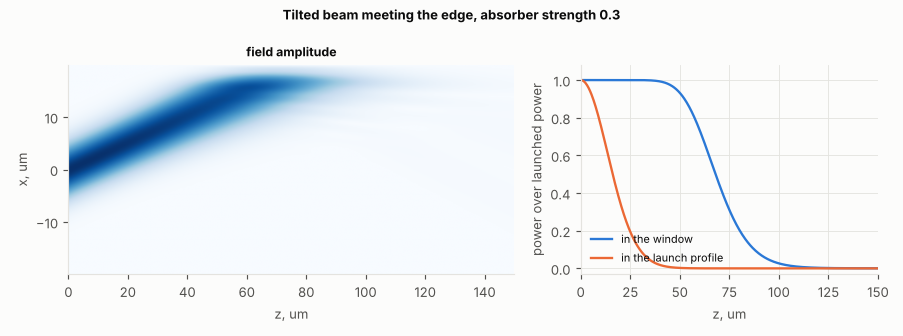 Tilted beam meeting the edge, absorber strength 0.3
field amplitude
x, um
10
0
−10
0 20 40 60 80 100 120 140
z, um
power over launched power
1.0
0.8
0.6
0.4
0.2
0.0
in the window
in the launch profile
0 25 50 75 100 125 150
z, um